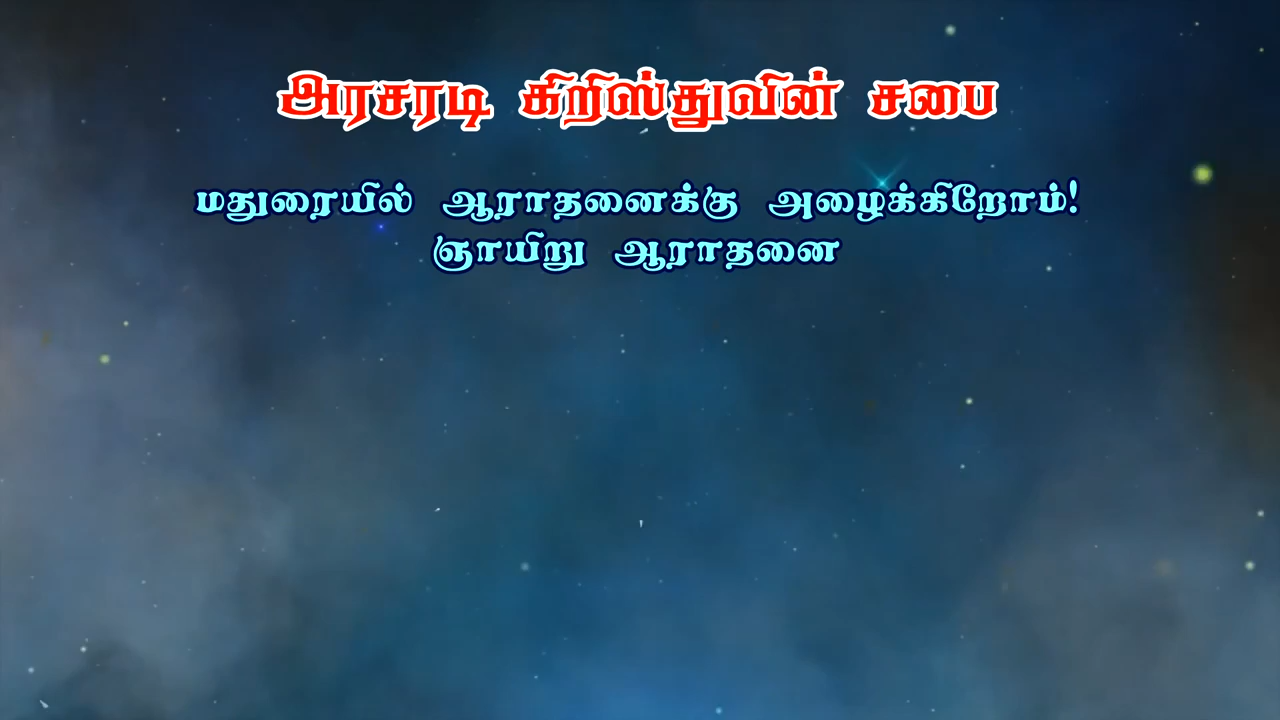 அரசரடி கிறிஸ்துவின் சபை
மதுரையில் ஆராதனைக்கு அழைக்கிறோம்!
ஞாயிறு ஆராதனை